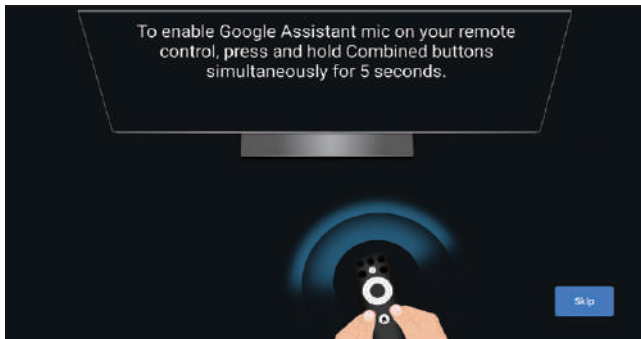 To enable Google Assistant mic on your remote
control, press and hold Combined buttons
simultaneously for 5 seconds.
Skip